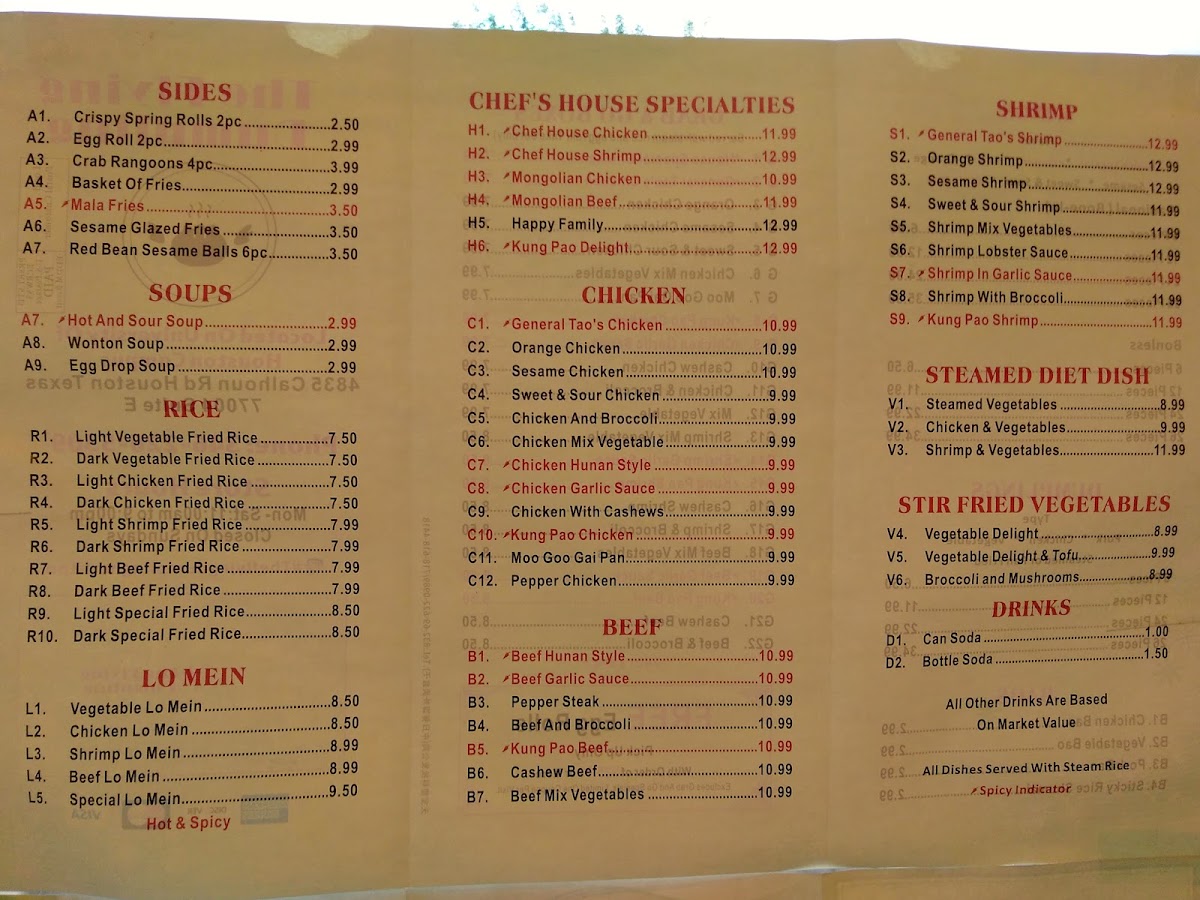 SIDES
A1. Crispy Spring Rolls 2pc ........ 2.50
A2. Egg Roll 2pc ........ 2.99
A3. Crab Rangoons 4pc ........ 3.99
A4. Basket Of Fries ........ 2.99
A5. Mala Fries ........ 3.50
A6. Sesame Glazed Fries ........ 3.50
A7. Red Bean Sesame Balls 6pc ........ 3.50
SOUPS
A7. Hot And Sour Soup ........ 2.99
A8. Wonton Soup ........ 2.99
A9. Egg Drop Soup ........ 2.99
RICE
R1. Light Vegetable Fried Rice ........ 7.50
R2. Dark Vegetable Fried Rice ........ 7.50
R3. Light Chicken Fried Rice ........ 7.50
R4. Dark Chicken Fried Rice ........ 7.50
R5. Light Shrimp Fried Rice ........ 7.99
R6. Dark Shrimp Fried Rice ........ 7.99
R7. Light Beef Fried Rice ........ 7.99
R8. Dark Beef Fried Rice ........ 7.99
R9. Light Special Fried Rice ........ 8.50
R10. Dark Special Fried Rice ........ 8.50
LO MEIN
L1. Vegetable Lo Mein ........ 8.50
L2. Chicken Lo Mein ........ 8.50
L3. Shrimp Lo Mein ........ 8.99
L4. Beef Lo Mein ........ 8.99
L5. Special Lo Mein ........ 9.50
Hot & Spicy
CHEF'S HOUSE SPECIALTIES
H1. Chef House Chicken ........ 11.99
H2. Chef House Shrimp ........ 12.99
H3. Mongolian Chicken ........ 10.99
H4. Mongolian Beef ........ 11.99
H5. Happy Family ........ 12.99
H6. Kung Pao Delight ........ 12.99
CHICKEN
C1. General Tao's Chicken ........ 10.99
C2. Orange Chicken ........ 10.99
C3. Sesame Chicken ........ 10.99
C4. Sweet & Sour Chicken ........ 9.99
C5. Chicken And Broccoli ........ 9.99
C6. Chicken Mix Vegetable ........ 9.99
C7. Chicken Hunan Style ........ 9.99
C8. Chicken Garlic Sauce ........ 9.99
C9. Chicken With Cashews ........ 9.99
C10. Kung Pao Chicken ........ 9.99
C11. Moo Goo Gai Pan ........ 9.99
C12. Pepper Chicken ........ 9.99
BEEF
B1. Beef Hunan Style ........ 10.99
B2. Beef Garlic Sauce ........ 10.99
B3. Pepper Steak ........ 10.99
B4. Beef And Broccoli ........ 10.99
B5. Kung Pao Beef ........ 10.99
B6. Cashew Beef ........ 10.99
B7. Beef Mix Vegetables ........ 10.99
SHRIMP
S1. General Tao's Shrimp ........ 12.99
S2. Orange Shrimp ........ 12.99
S3. Sesame Shrimp ........ 12.99
S4. Sweet & Sour Shrimp ........ 11.99
S5. Shrimp Mix Vegetables ........ 11.99
S6. Shrimp Lobster Sauce ........ 11.99
S7. Shrimp In Garlic Sauce ........ 11.99
S8. Shrimp With Broccoli ........ 11.99
S9. Kung Pao Shrimp ........ 11.99
STEAMED DIET DISH
V1. Steamed Vegetables ........ 8.99
V2. Chicken & Vegetables ........ 9.99
V3. Shrimp & Vegetables ........ 11.99
STIR FRIED VEGETABLES
V4. Vegetable Delight ........ 8.99
V5. Vegetable Delight & Tofu ........ 9.99
V6. Broccoli and Mushrooms ........ 8.99
DRINKS
D1. Can Soda ........ 1.00
D2. Bottle Soda ........ 1.50
All Other Drinks Are Based
On Market Value
All Dishes Served With Steam Rice
Spicy Indicator